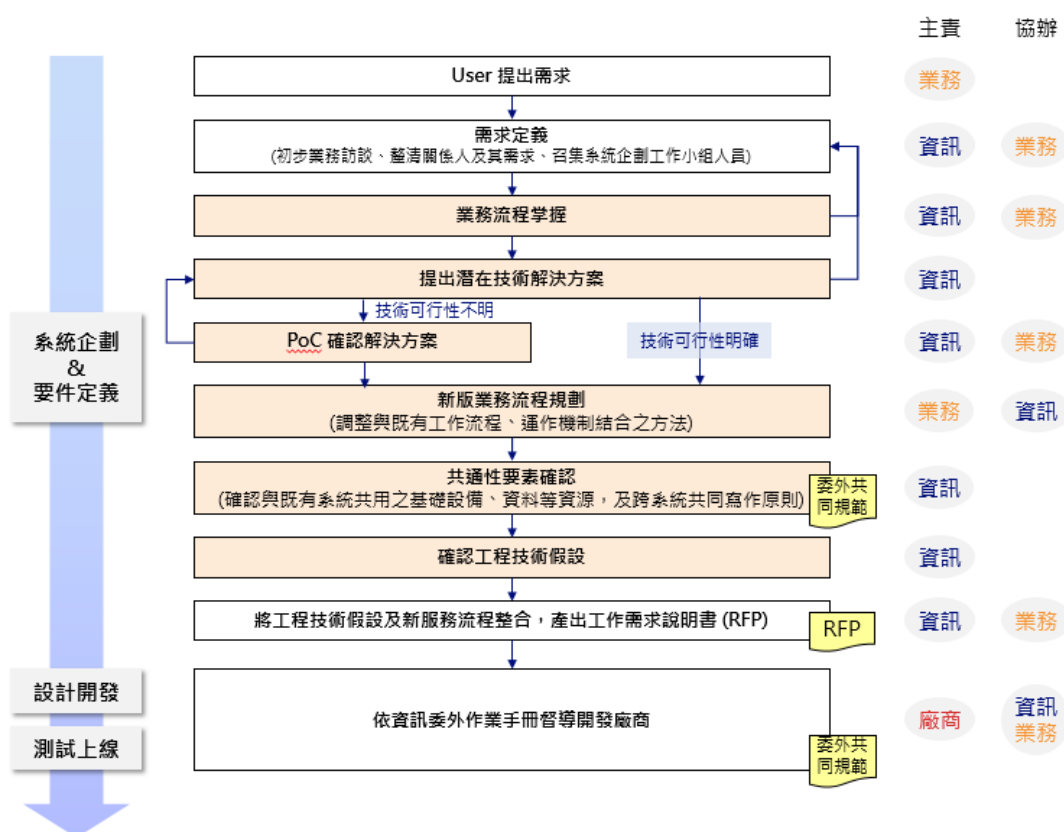 主責 協辦
User 提出需求
業務
需求定義
(初步業務訪談、釐清關係人及其需求、召集系統企劃工作小組人員)
資訊 業務
業務流程掌握
資訊 業務
提出潛在技術解決方案
資訊
技術可行性不明
PoC 確認解決方案
技術可行性明確
資訊 業務
系統企劃
&
要件定義
新版業務流程規劃
(調整與既有工作流程、運作機制結合之方法)
業務 資訊
共通性要素確認
(確認與既有系統共用之基礎設備、資料等資源，及跨系統共同寫作原則)
委外共
同規範
資訊
確認工程技術假設
資訊
將工程技術假設及新服務流程整合，產出工作需求說明書 (RFP)
RFP
資訊 業務
設計開發
測試上線
依資訊委外作業手冊督導開發廠商
委外共
同規範
廠商
資訊
業務